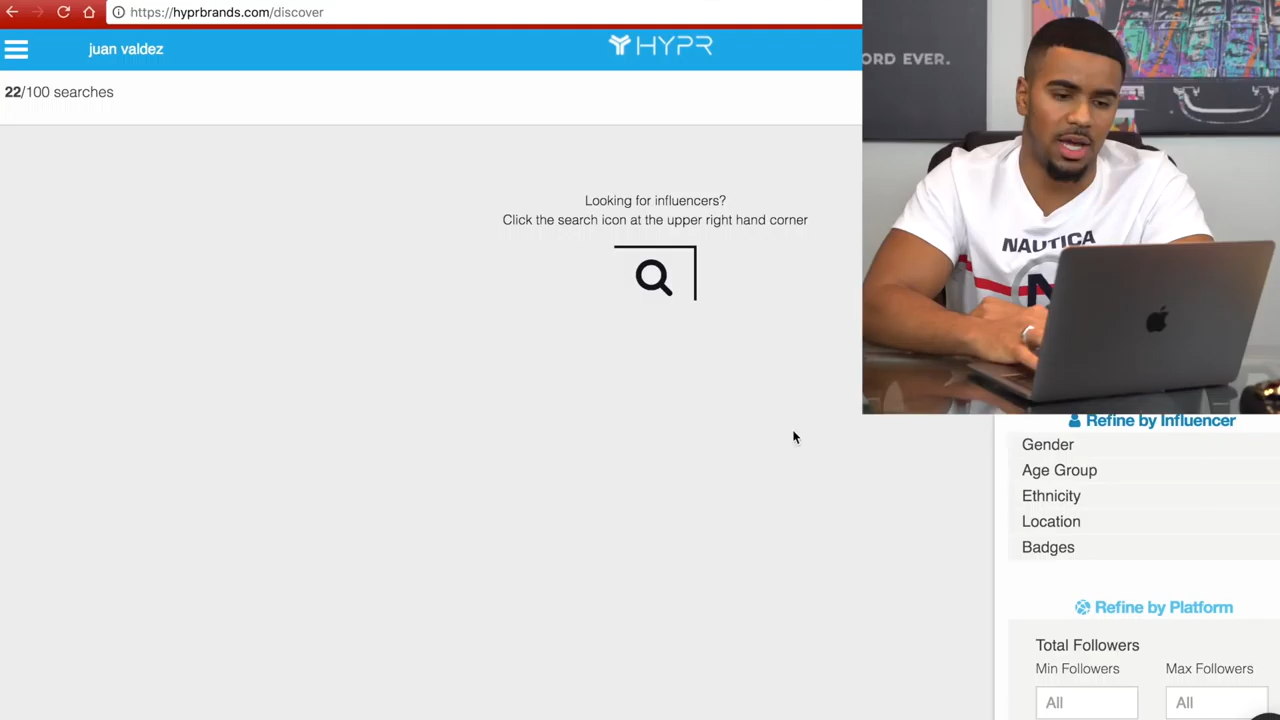 https://hyprbrands.com/discover
juan valdez
HYPR
22/100 searches
Looking for influencers?
Click the search icon at the upper right hand corner
ORD EVER.
NAUTICA
N
Refine by Influencer
Gender
Age Group
Ethnicity
Location
Badges
Refine by Platform
Total Followers
Min Followers
Max Followers
All
All